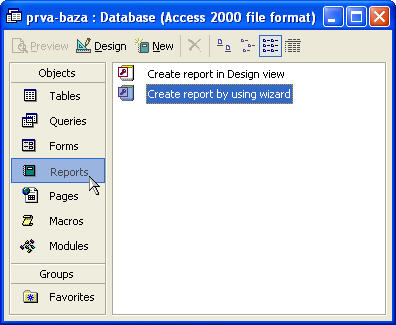 prva-baza : Database (Access 2000 file format)
Preview Design New
Objects
Tables
Queries
Forms
Reports
Pages
Macros
Modules
Groups
Favorites
Create report in Design view
Create report by using wizard